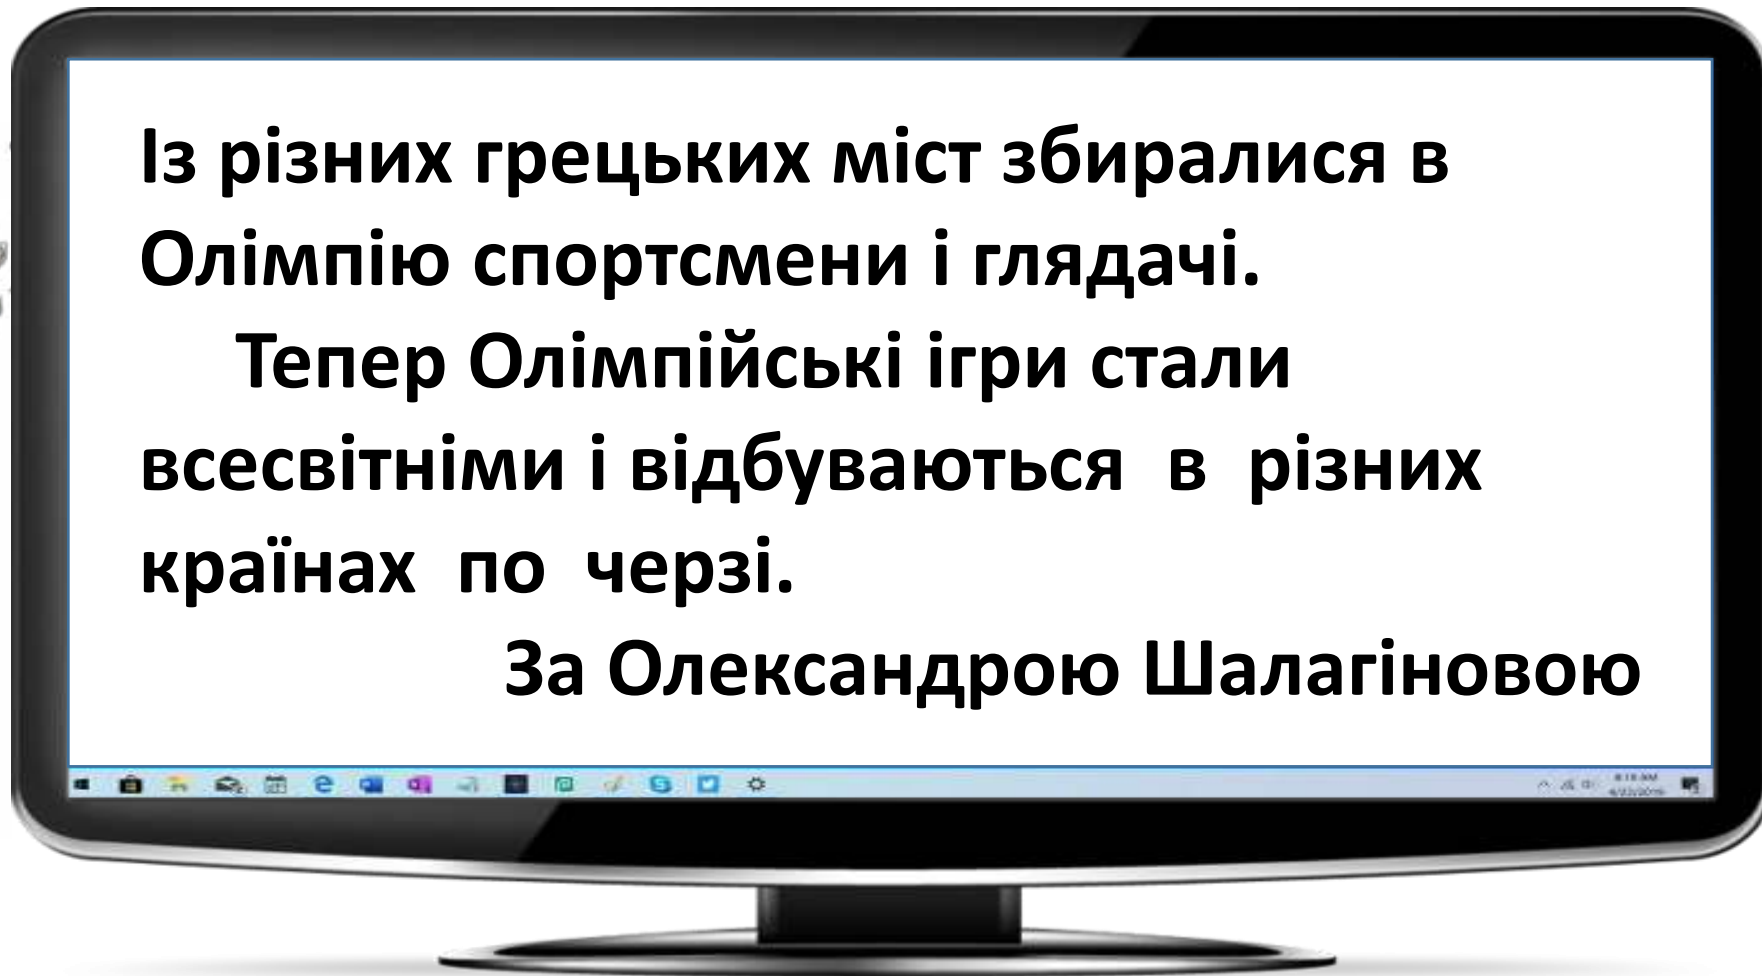 Із різних грецьких міст збиралися в
Олімпію спортсмени і глядачі.
Тепер Олімпійські ігри стали
всесвітніми і відбуваються в різних
країнах по черзі.
За Олександрою Шалагіновою